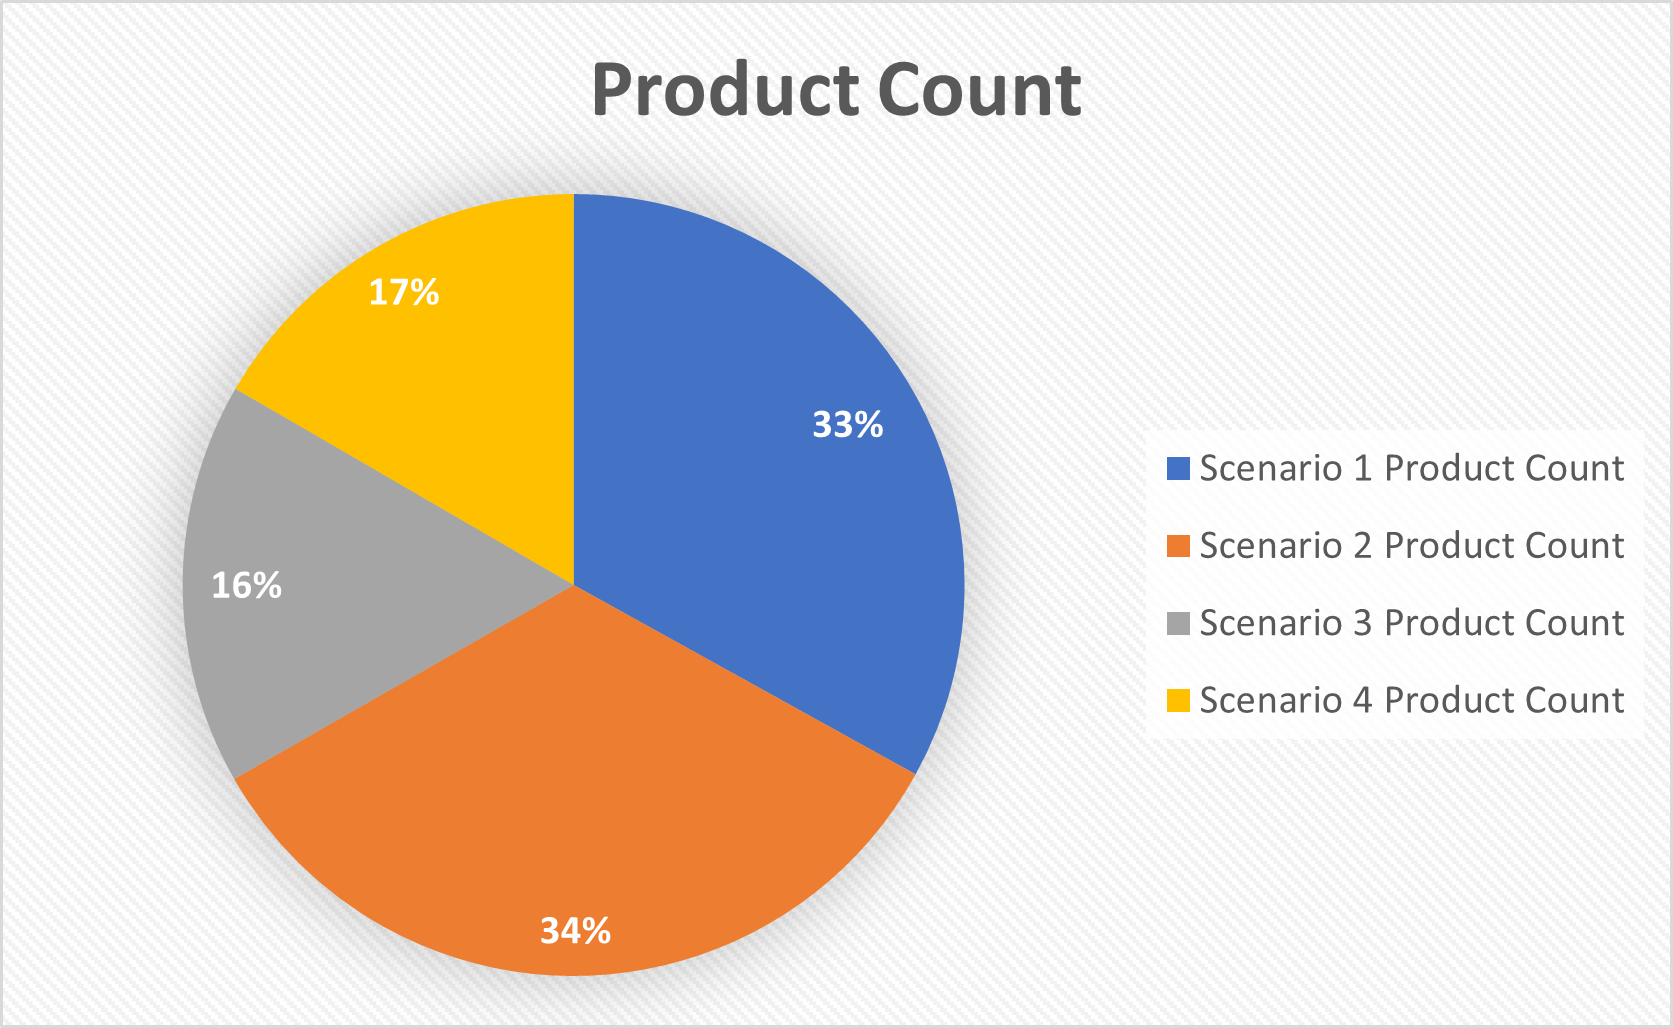 Product Count
17%
33%
16%
34%
Scenario 1 Product Count
Scenario 2 Product Count
Scenario 3 Product Count
Scenario 4 Product Count